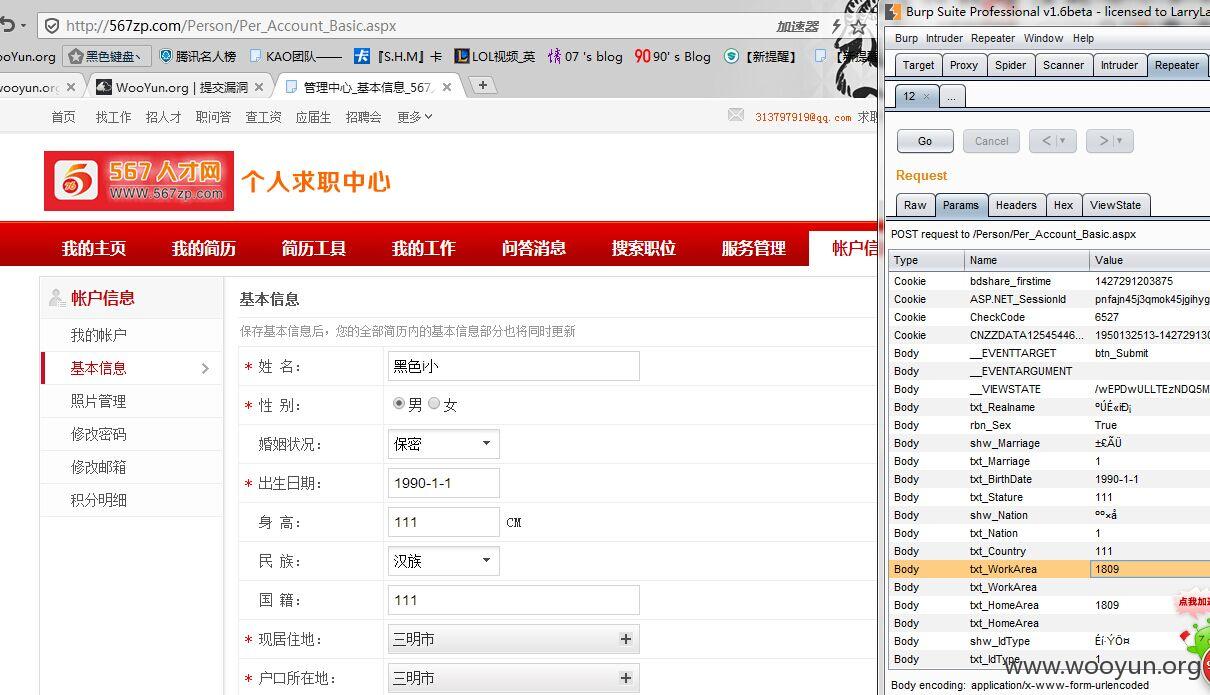 http://567zp.com/Person/Per_Account_Basic.aspx
加速器
ooYun.org
黑色键盘丶
腾讯名人榜
KAO团队——
『S.H.M』卡
LOL视频_英
07 's blog
90's Blog
【新提醒】
wooyun.org
WooYun.org | 提交漏洞
管理中心_基本信息_567
首页 找工作 招人才 职问答 查工资 应届生 招聘会 更多
313797919@qq.com 求职
567人才网
WWW.567zp.com
个人求职中心
我的主页 我的简历 简历工具 我的工作 问答消息 搜索职位 服务管理 帐户信
帐户信息
我的帐户
基本信息
照片管理
修改密码
修改邮箱
积分明细
基本信息
保存基本信息后，您的全部简历内的基本信息部分也将同时更新
* 姓 名： 黑色i小
* 性 别： 男 女
婚姻状况： 保密
* 出生日期： 1990-1-1
身 高： 111 CM
民 族： 汉族
国 籍： 111
* 现居住地： 三明市 +
* 户口所在地： 三明市 +
Burp Suite Professional v1.6beta - licensed to LarryLa
Burp Intruder Repeater Window Help
Target Proxy Spider Scanner Intruder Repeater
12 × ...
Go Cancel < >
Request
Raw Params Headers Hex ViewState
POST request to /Person/Per_Account_Basic.aspx
Type Name Value
Cookie bdshare_firstime 1427291203875
Cookie ASP.NET_SessionId pnfajn45j3qmok45jgihyg
Cookie CheckCode 6527
Cookie CNZZDATA12545446... 1950132513-142729130
Body __EVENTTARGET btn_Submit
Body __EVENTARGUMENT
Body __VIEWSTATE /wEPDwULLTEzNDQ5M
Body txt_Realname ºÚÉ«iÐ¡
Body rbn_Sex True
Body shw_Marriage ±£ÃÜ
Body txt_Marriage 1
Body txt_BirthDate 1990-1-1
Body txt_Stature 111
Body shw_Nation ºº×å
Body txt_Nation 1
Body txt_Country 111
Body txt_WorkArea 1809
Body txt_WorkArea
Body txt_HomeArea 1809
Body txt_HomeArea
Body shw_IdType Éí·ÝÖ¤
Body txt_IdType 1
点我加速
www.wooyun.org
Body encoding: application/x-www-form-urlencoded